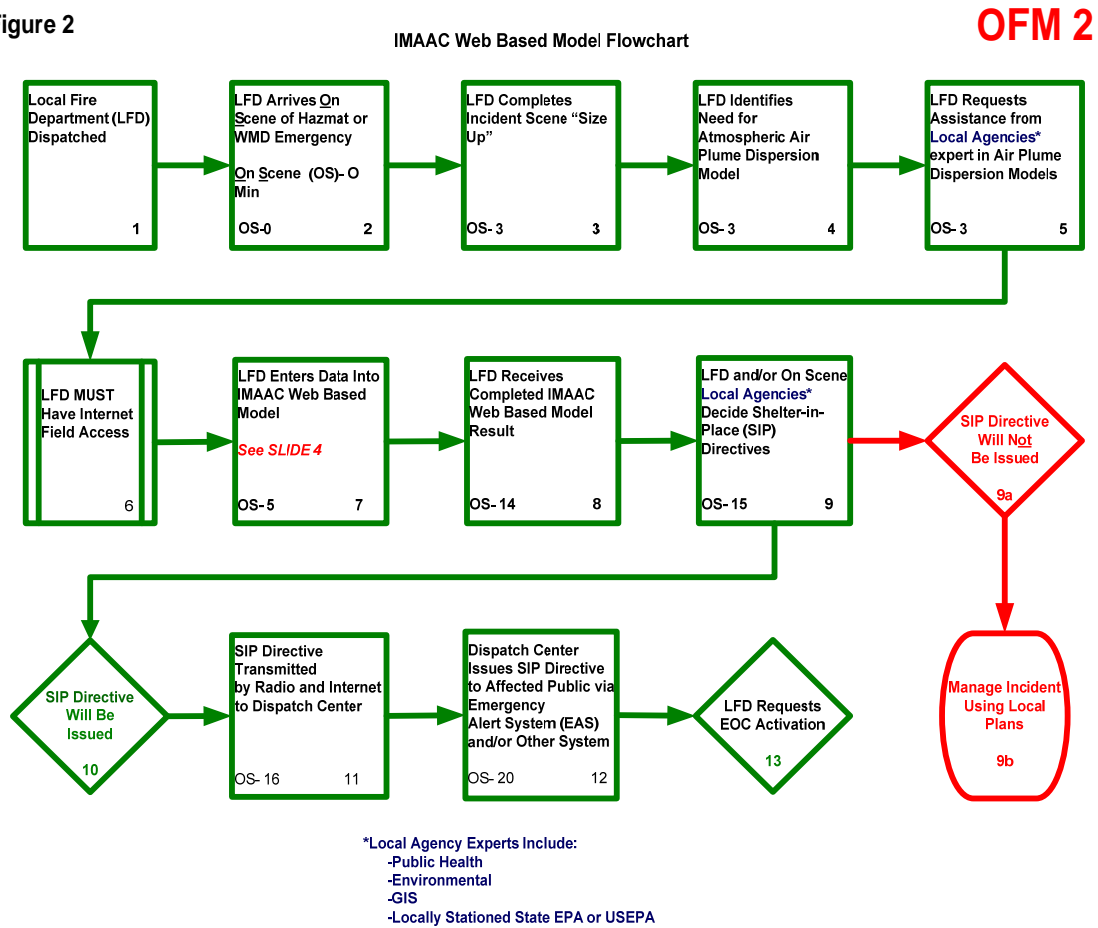 igure 2
OFM 2
IMAAC Web Based Model Flowchart
Local Fire
Department (LFD)
Dispatched
1
LFD Arrives On
Scene of Hazmat or
WMD Emergency
On Scene (OS)- O
Min
OS-0 2
LFD Completes
Incident Scene “Size
Up”
OS- 3 3
LFD Identifies
Need for
Atmospheric Air
Plume Dispersion
Model
OS- 3 4
LFD Requests
Assistance from
Local Agencies*
expert in Air Plume
Dispersion Models
OS- 3 5
LFD MUST
Have Internet
Field Access
6
LFD Enters Data Into
IMAAC Web Based
Model
See SLIDE 4
OS- 5 7
LFD Receives
Completed IMAAC
Web Based Model
Result
OS- 14 8
LFD and/or On Scene
Local Agencies*
Decide Shelter-in-
Place (SIP)
Directives
OS- 15 9
SIP Directive
Will Not
Be Issued
9a
Manage Incident
Using Local
Plans
9b
SIP Directive
Will Be
Issued
10
SIP Directive
Transmitted
by Radio and Internet
to Dispatch Center
OS- 16 11
Dispatch Center
Issues SIP Directive
to Affected Public via
Emergency
Alert System (EAS)
and/or Other System
OS- 20 12
LFD Requests
EOC Activation
13
*Local Agency Experts Include:
-Public Health
-Environmental
-GIS
-Locally Stationed State EPA or USEPA